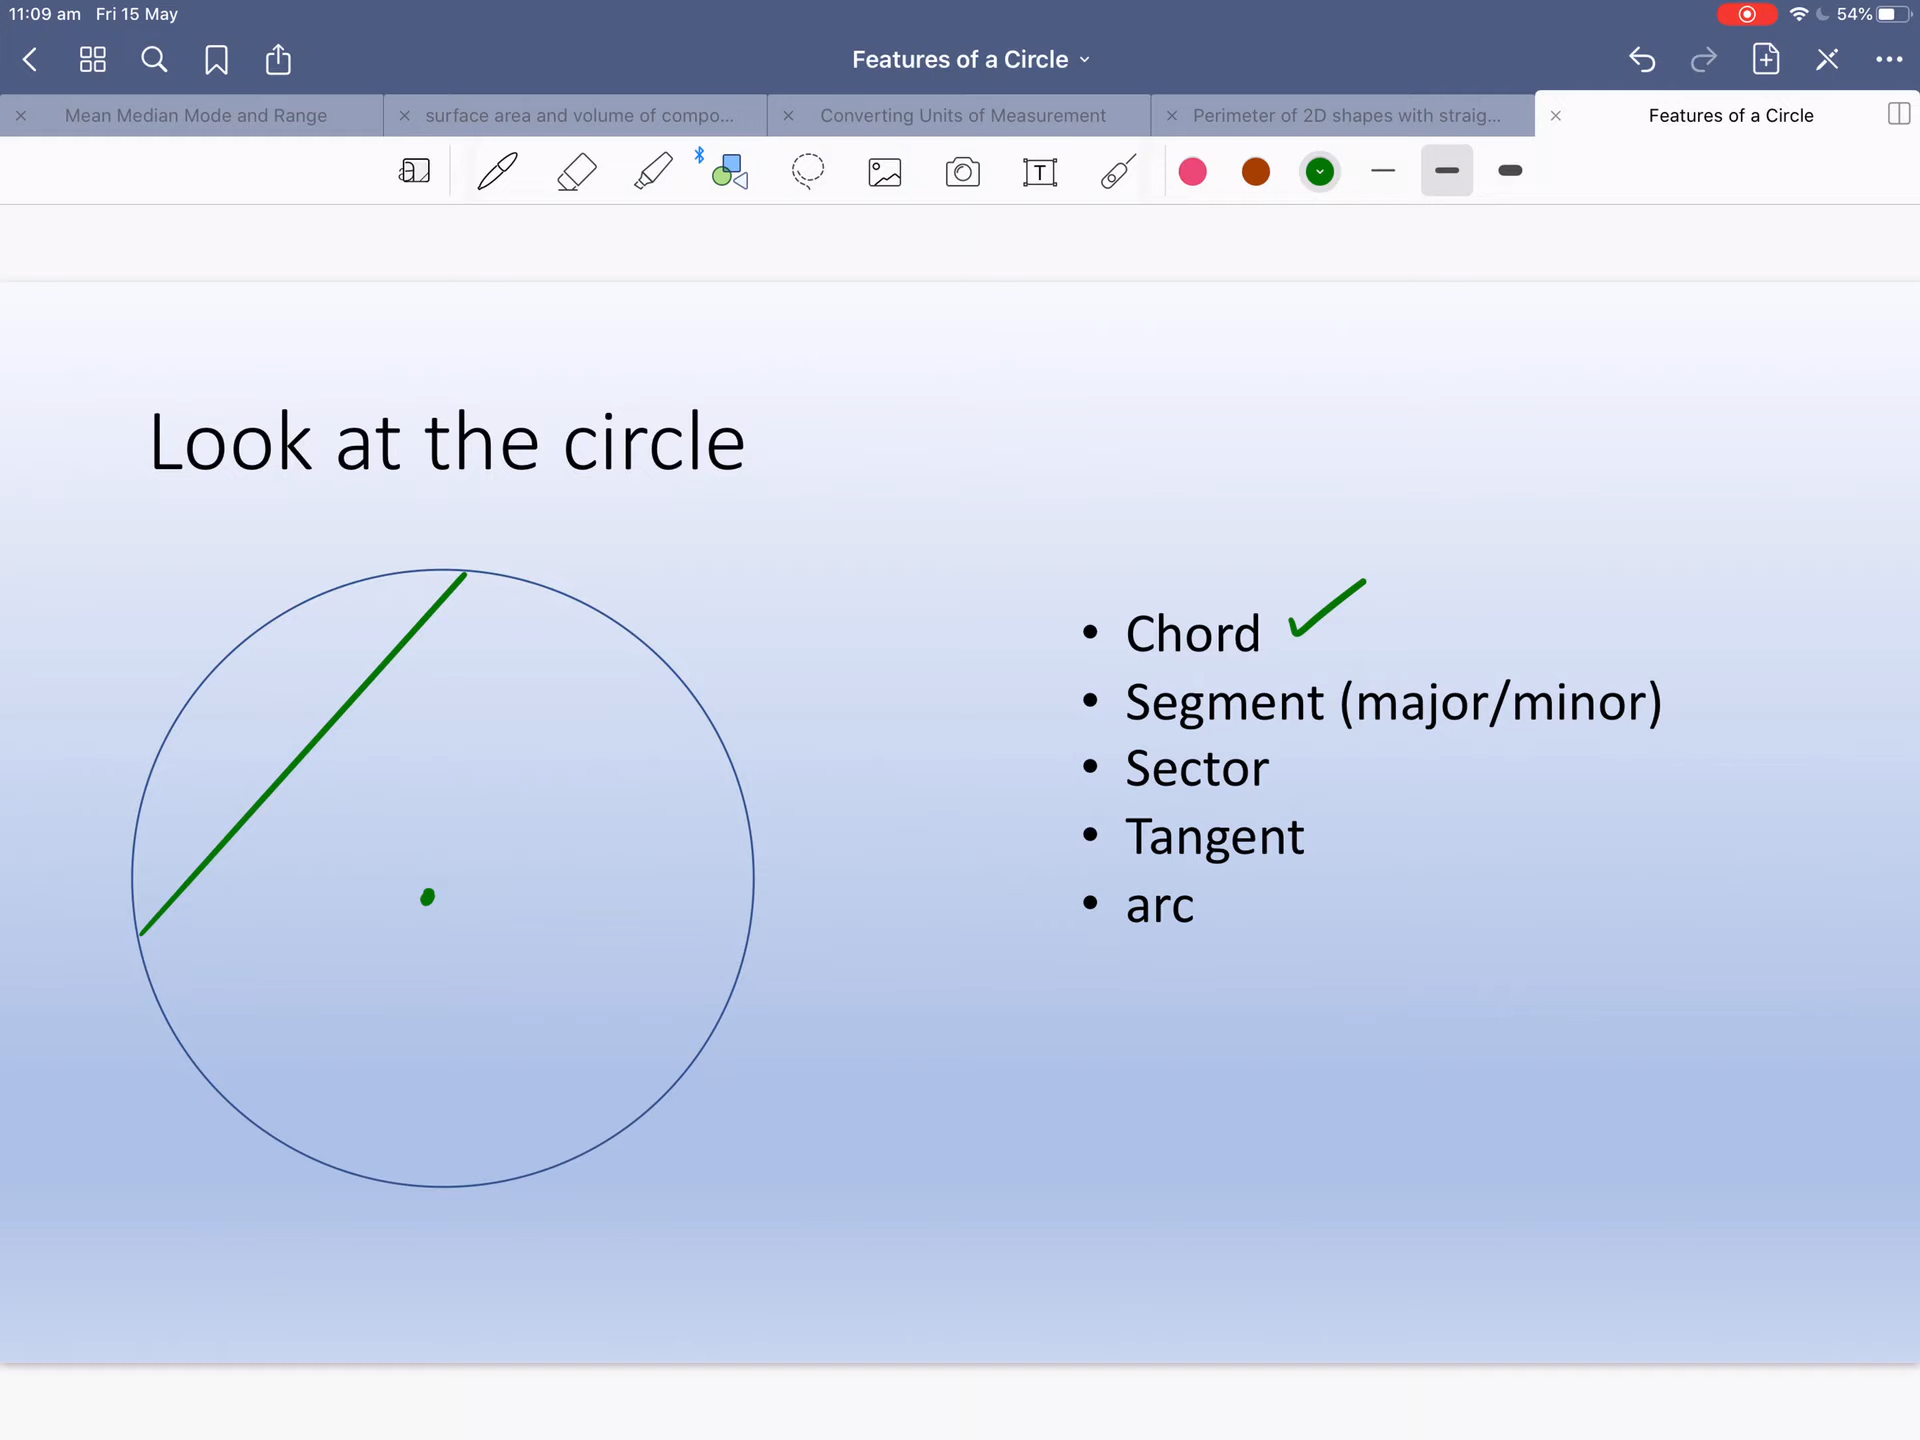 11:09 am Fri 15 May 54%
Features of a Circle
Mean Median Mode and Range
surface area and volume of compo...
Converting Units of Measurement
Perimeter of 2D shapes with straig...
Features of a Circle
a
T
Look at the circle
• Chord
• Segment (major/minor)
• Sector
• Tangent
• arc